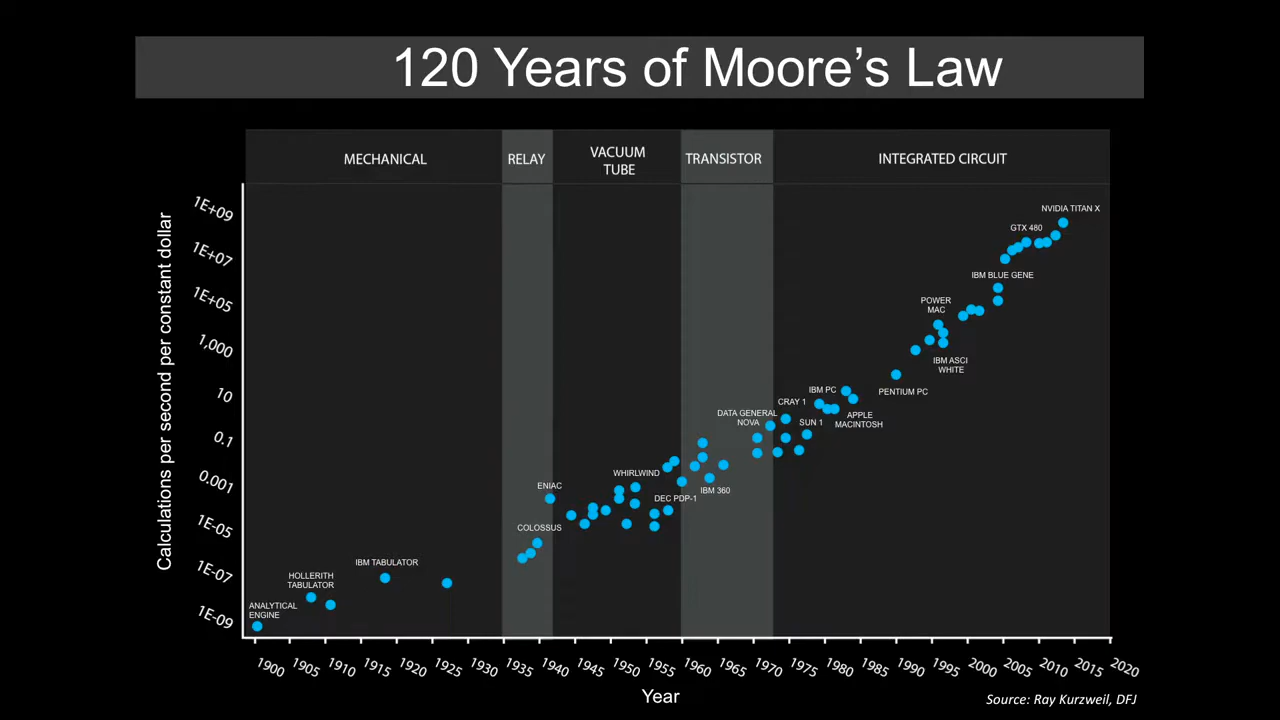 120 Years of Moore's Law
MECHANICAL
RELAY
VACUUM
TUBE
TRANSISTOR
INTEGRATED CIRCUIT
Calculations per second per constant dollar
1E+09
1E+07
1E+05
1,000
10
0.1
0.001
1E-05
1E-07
1E-09
ANALYTICAL
ENGINE
HOLLERITH
TABULATOR
IBM TABULATOR
COLOSSUS
ENIAC
WHIRLWIND
DEC PDP-1
IBM 360
DATA GENERAL
NOVA
CRAY 1
SUN 1
IBM PC
APPLE
MACINTOSH
PENTIUM PC
POWER
MAC
IBM ASCI
WHITE
IBM BLUE GENE
GTX 480
NVIDIA TITAN X
1900 1905 1910 1915 1920 1925 1930 1935 1940 1945 1950 1955 1960 1965 1970 1975 1980 1985 1990 1995 2000 2005 2010 2015 2020
Year
Source: Ray Kurzweil, DFJ